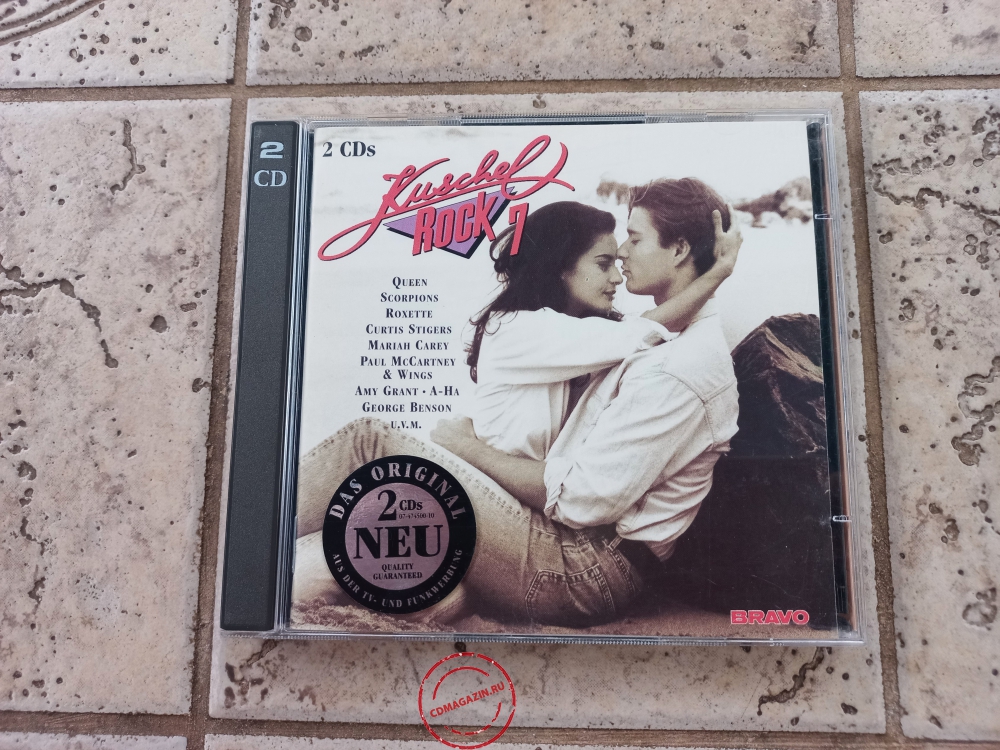 2
CD
2 CDs
Kuschel
ROCK 7
QUEEN
SCORPIONS
ROXETTE
CURTIS STIGERS
MARIAH CAREY
PAUL MCCARTNEY
& WINGS
AMY GRANT • A-HA
GEORGE BENSON
U.V.M.
DAS ORIGINAL
2 CDs
NEU
QUALITY
GUARANTEED
AUS DER TV- UND FUNKWERBUNG
BRAVO
CDMAGAZIN.RU